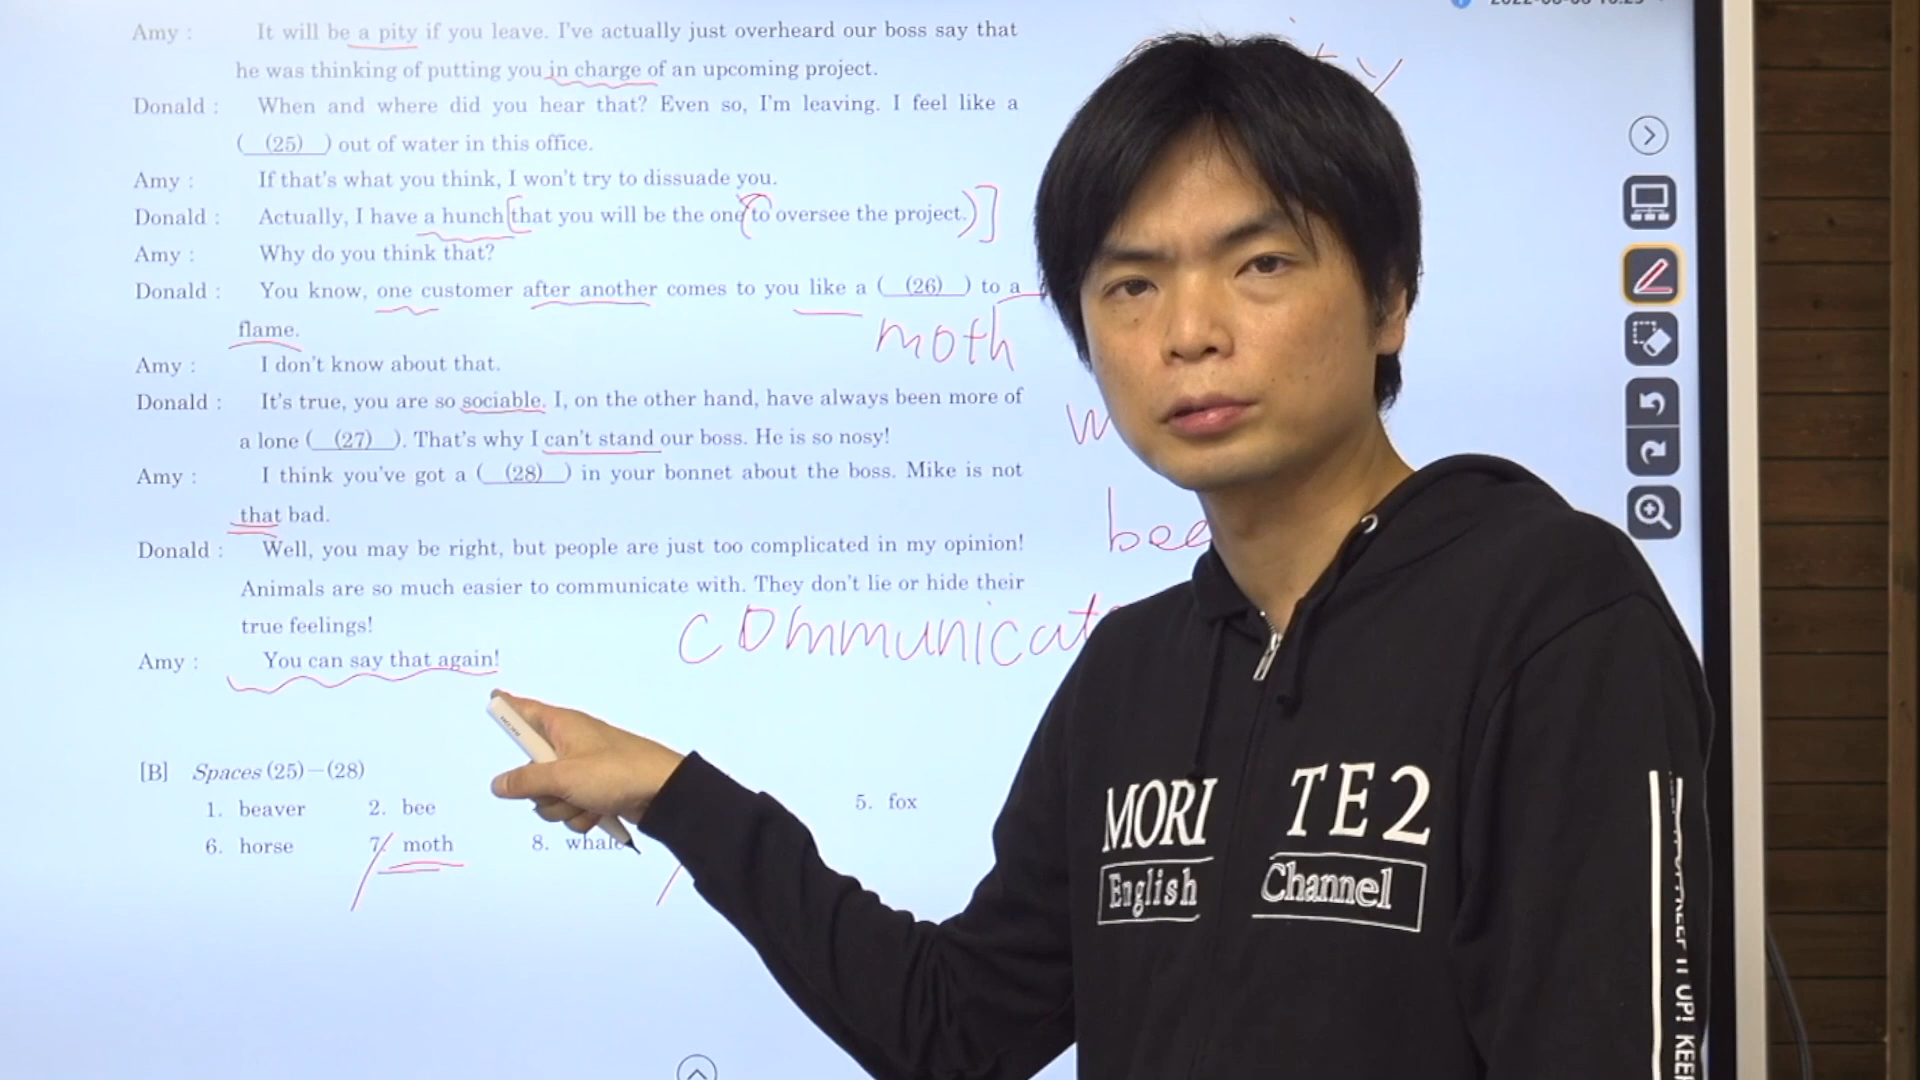 Amy : It will be a pity if you leave. I've actually just overheard our boss say that
he was thinking of putting you in charge of an upcoming project.
Donald : When and where did you hear that? Even so, I'm leaving. I feel like a
( (25) ) out of water in this office.
Amy : If that's what you think, I won't try to dissuade you.
Donald : Actually, I have a hunch [that you will be the one (to oversee the project.)]
Amy : Why do you think that?
Donald : You know, one customer after another comes to you like a ( (26) ) to a
flame.
moth
Amy : I don't know about that.
Donald : It's true, you are so sociable. I, on the other hand, have always been more of
a lone ( (27) ). That's why I can't stand our boss. He is so nosy!
Amy : I think you've got a ( (28) ) in your bonnet about the boss. Mike is not
that bad.
bee
Donald : Well, you may be right, but people are just too complicated in my opinion!
Animals are so much easier to communicate with. They don't lie or hide their
true feelings!
communicat
Amy : You can say that again!
[B] Spaces (25)-(28)
1. beaver 2. bee 5. fox
6. horse 7. moth 8. whale
MORI TE2
English Channel
KEEP IT UP! KEE